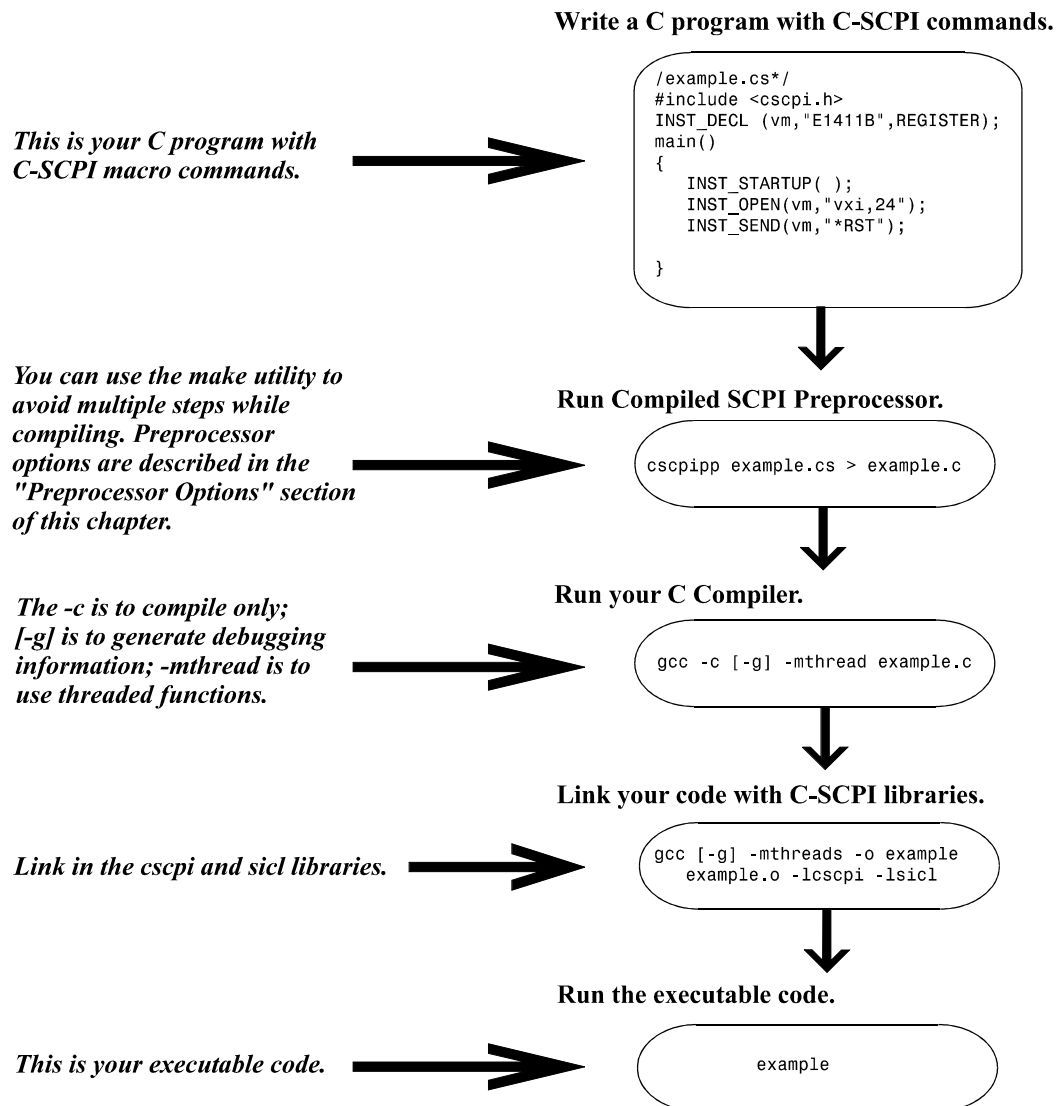 Write a C program with C-SCPI commands.
This is your C program with
C-SCPI macro commands.
/example.cs*/
#include <cscpi.h>
INST_DECL (vm,"E1411B",REGISTER);
main()
{
INST_STARTUP( );
INST_OPEN(vm,"vxi,24");
INST_SEND(vm,"*RST");
}
You can use the make utility to
avoid multiple steps while
compiling. Preprocessor
options are described in the
"Preprocessor Options" section
of this chapter.
Run Compiled SCPI Preprocessor.
cscpipp example.cs > example.c
The -c is to compile only;
[-g] is to generate debugging
information; -mthread is to
use threaded functions.
Run your C Compiler.
gcc -c [-g] -mthread example.c
Link your code with C-SCPI libraries.
Link in the cscpi and sicl libraries.
gcc [-g] -mthreads -o example
example.o -lcscpi -lsicl
Run the executable code.
This is your executable code.
example